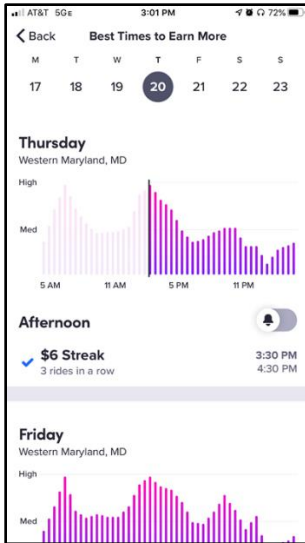 AT&T 5GE 3:01 PM 72%
Back Best Times to Earn More
M T W T F S S
17 18 19 20 21 22 23
Thursday
Western Maryland, MD
High
Med
5 AM 11 AM 5 PM 11 PM
Afternoon
$6 Streak 3:30 PM
3 rides in a row 4:30 PM
Friday
Western Maryland, MD
High
Med